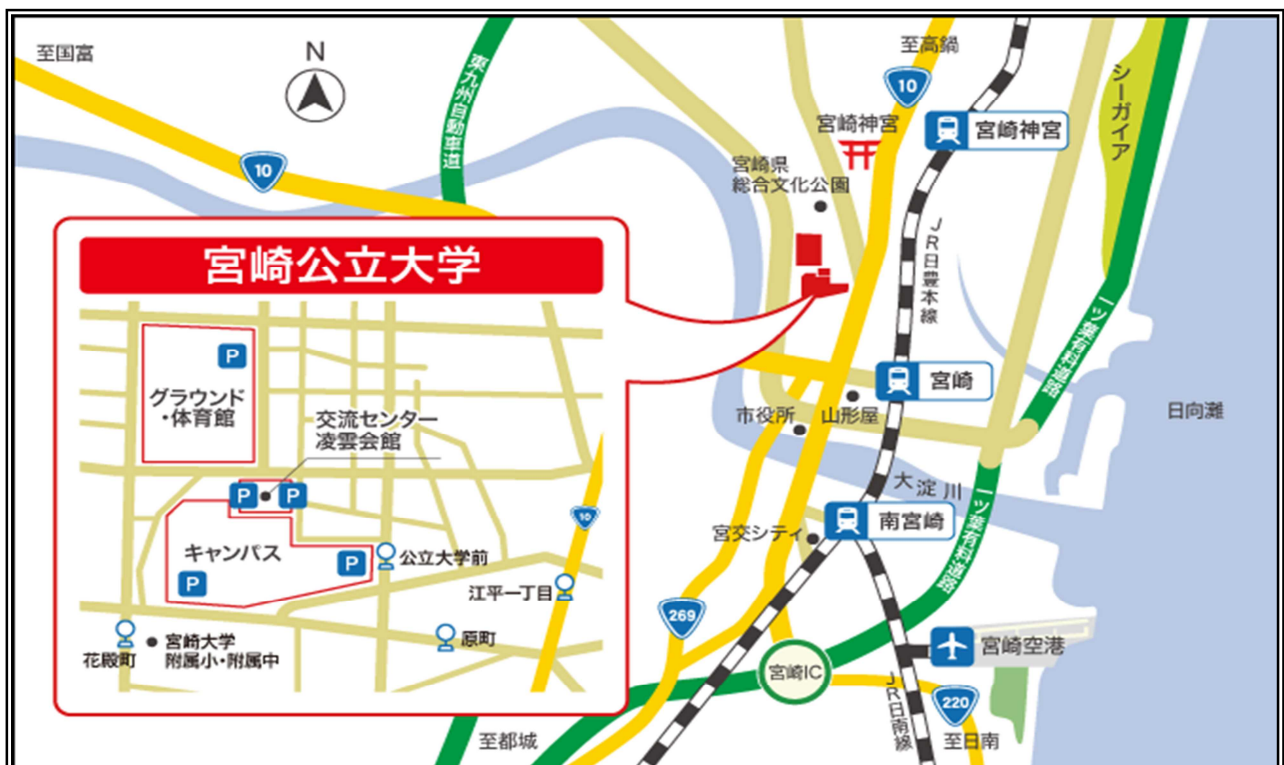 至国富
N
東九州自動車道
至高鍋
10
10
宮崎神宮
宮崎神宮
シーガイア
宮崎県
総合文化公園
JR日豊本線
宮崎公立大学
P
グラウンド
・体育館
交流センター
凌雲会館
P
P
キャンパス
P
P
公立大学前
10
江平一丁目
原町
花殿町
宮崎大学
附属小・附属中
一ツ葉有料道路
宮崎
日向灘
市役所
山形屋
大淀川
南宮崎
宮交シティ
一ツ葉有料道路
269
宮崎空港
宮崎IC
JR日南線
220
至都城
至日南